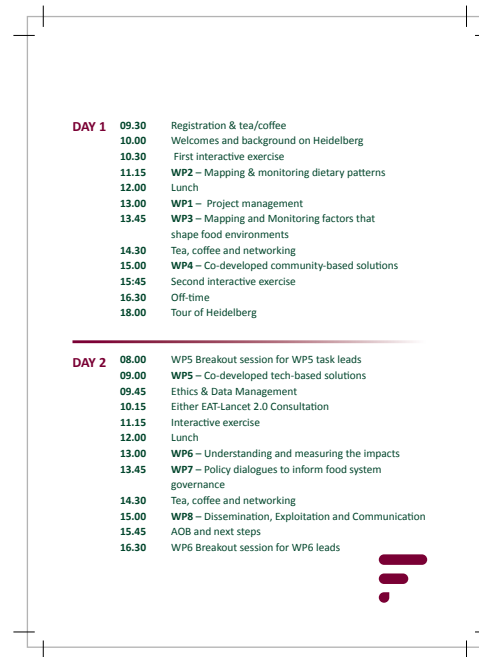 DAY 1 09.30 Registration & tea/coffee
10.00 Welcomes and background on Heidelberg
10.30 First interactive exercise
11.15 WP2 – Mapping & monitoring dietary patterns
12.00 Lunch
13.00 WP1 – Project management
13.45 WP3 – Mapping and Monitoring factors that
shape food environments
14.30 Tea, coffee and networking
15.00 WP4 – Co-developed community-based solutions
15:45 Second interactive exercise
16.30 Off-time
18.00 Tour of Heidelberg
DAY 2 08.00 WP5 Breakout session for WP5 task leads
09.00 WP5 – Co-developed tech-based solutions
09.45 Ethics & Data Management
10.15 Either EAT-Lancet 2.0 Consultation
11.15 Interactive exercise
12.00 Lunch
13.00 WP6 – Understanding and measuring the impacts
13.45 WP7 – Policy dialogues to inform food system
governance
14.30 Tea, coffee and networking
15.00 WP8 – Dissemination, Exploitation and Communication
15.45 AOB and next steps
16.30 WP6 Breakout session for WP6 leads